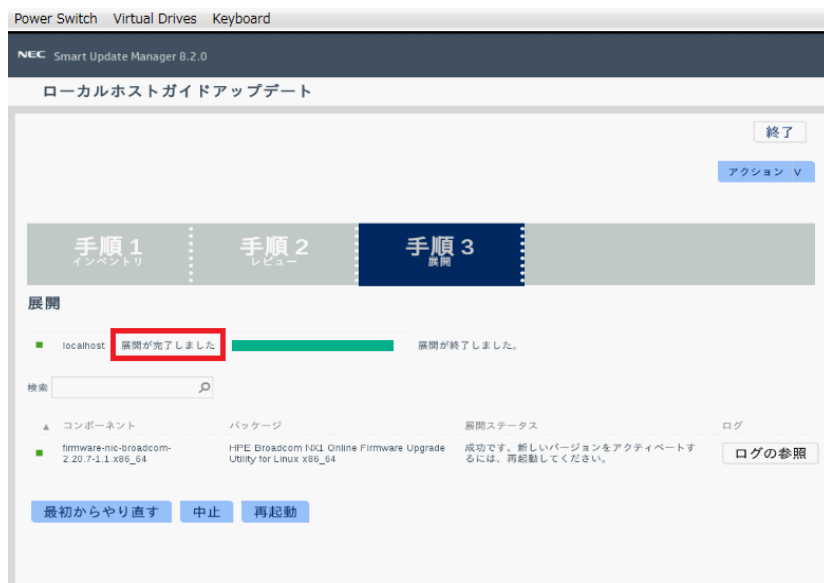 Power Switch Virtual Drives Keyboard
NEC Smart Update Manager 8.2.0
ローカルホストガイドアップデート
終了
アクション ∨
手順 1
インベントリ
手順 2
レビュー
手順 3
展開
展開
localhost 展開が完了しました 展開が終了しました。
検索
▲ コンポーネント パッケージ 展開ステータス ログ
firmware-nic-broadcom-
2.20.7-1.1.x86_64
HPE Broadcom NX1 Online Firmware Upgrade
Utility for Linux x86_64
成功です。新しいバージョンをアクティベートす
るには、再起動してください。
ログの参照
最初からやり直す 中止 再起動